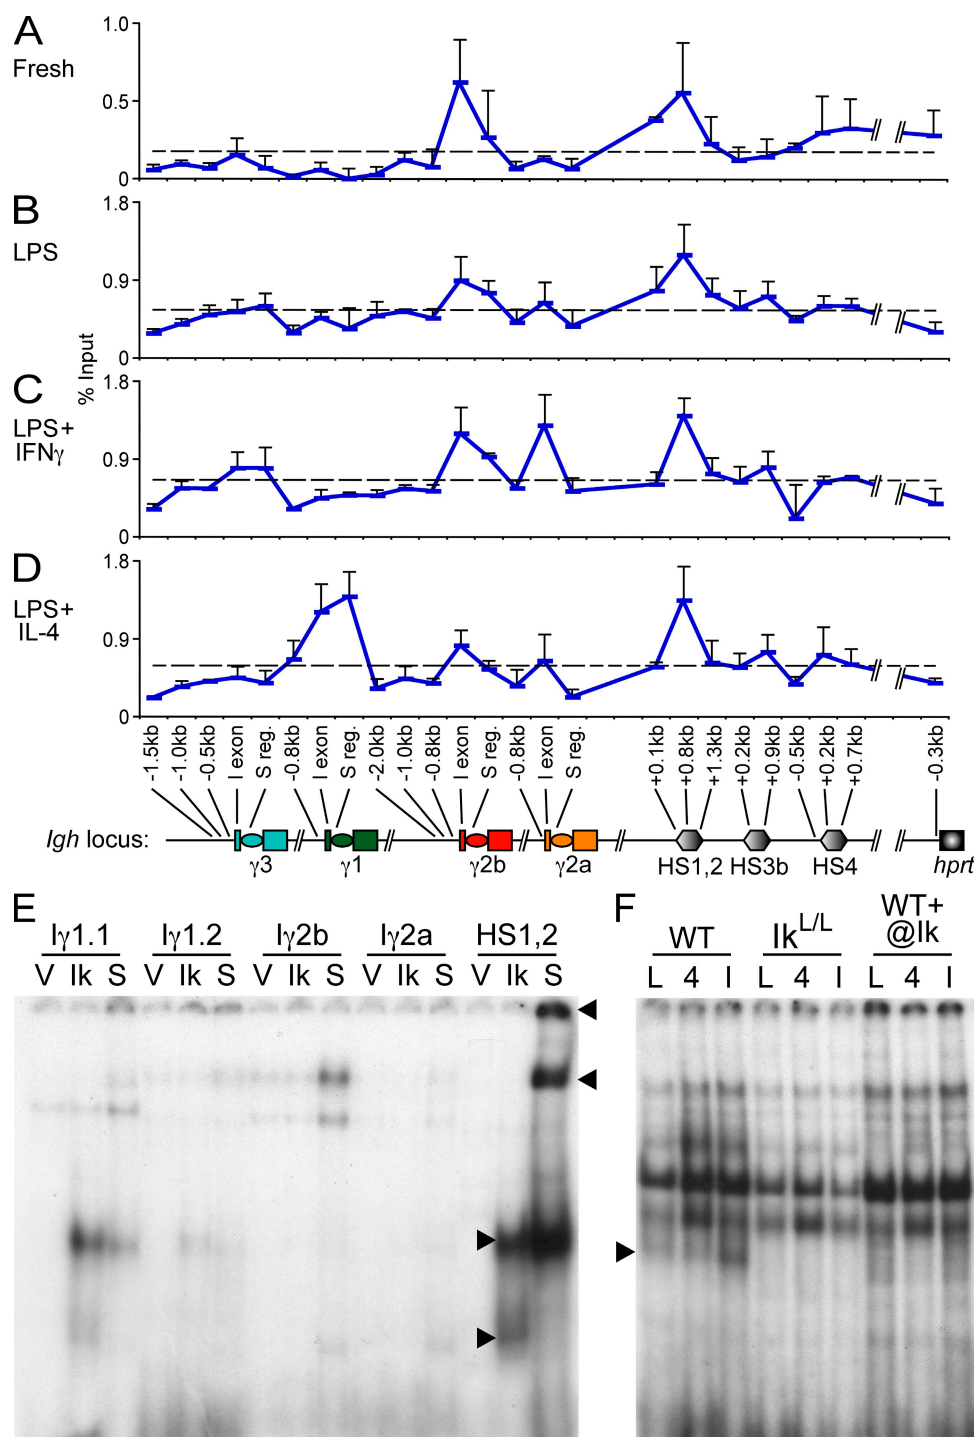 A
Fresh
1.0
0.5
0
B
LPS
1.8
0.9
0
% Input
C
LPS+
IFNγ
1.8
0.9
0
D
LPS+
IL-4
1.8
0.9
0
-1.5kb
-1.0kb
-0.5kb
I exon
S reg.
-0.8kb
I exon
S reg.
-2.0kb
-1.0kb
-0.8kb
I exon
S reg.
-0.8kb
I exon
S reg.
+0.1kb
+0.8kb
+1.3kb
+0.2kb
+0.9kb
-0.5kb
+0.2kb
+0.7kb
-0.3kb
Igh locus:
γ3 γ1 γ2b γ2a HS1,2 HS3b HS4 hprt
E
Iγ1.1 Iγ1.2 Iγ2b Iγ2a HS1,2
V Ik S V Ik S V Ik S V Ik S V Ik S
F
WT Ik^L/L WT+
@Ik
L 4 I L 4 I L 4 I